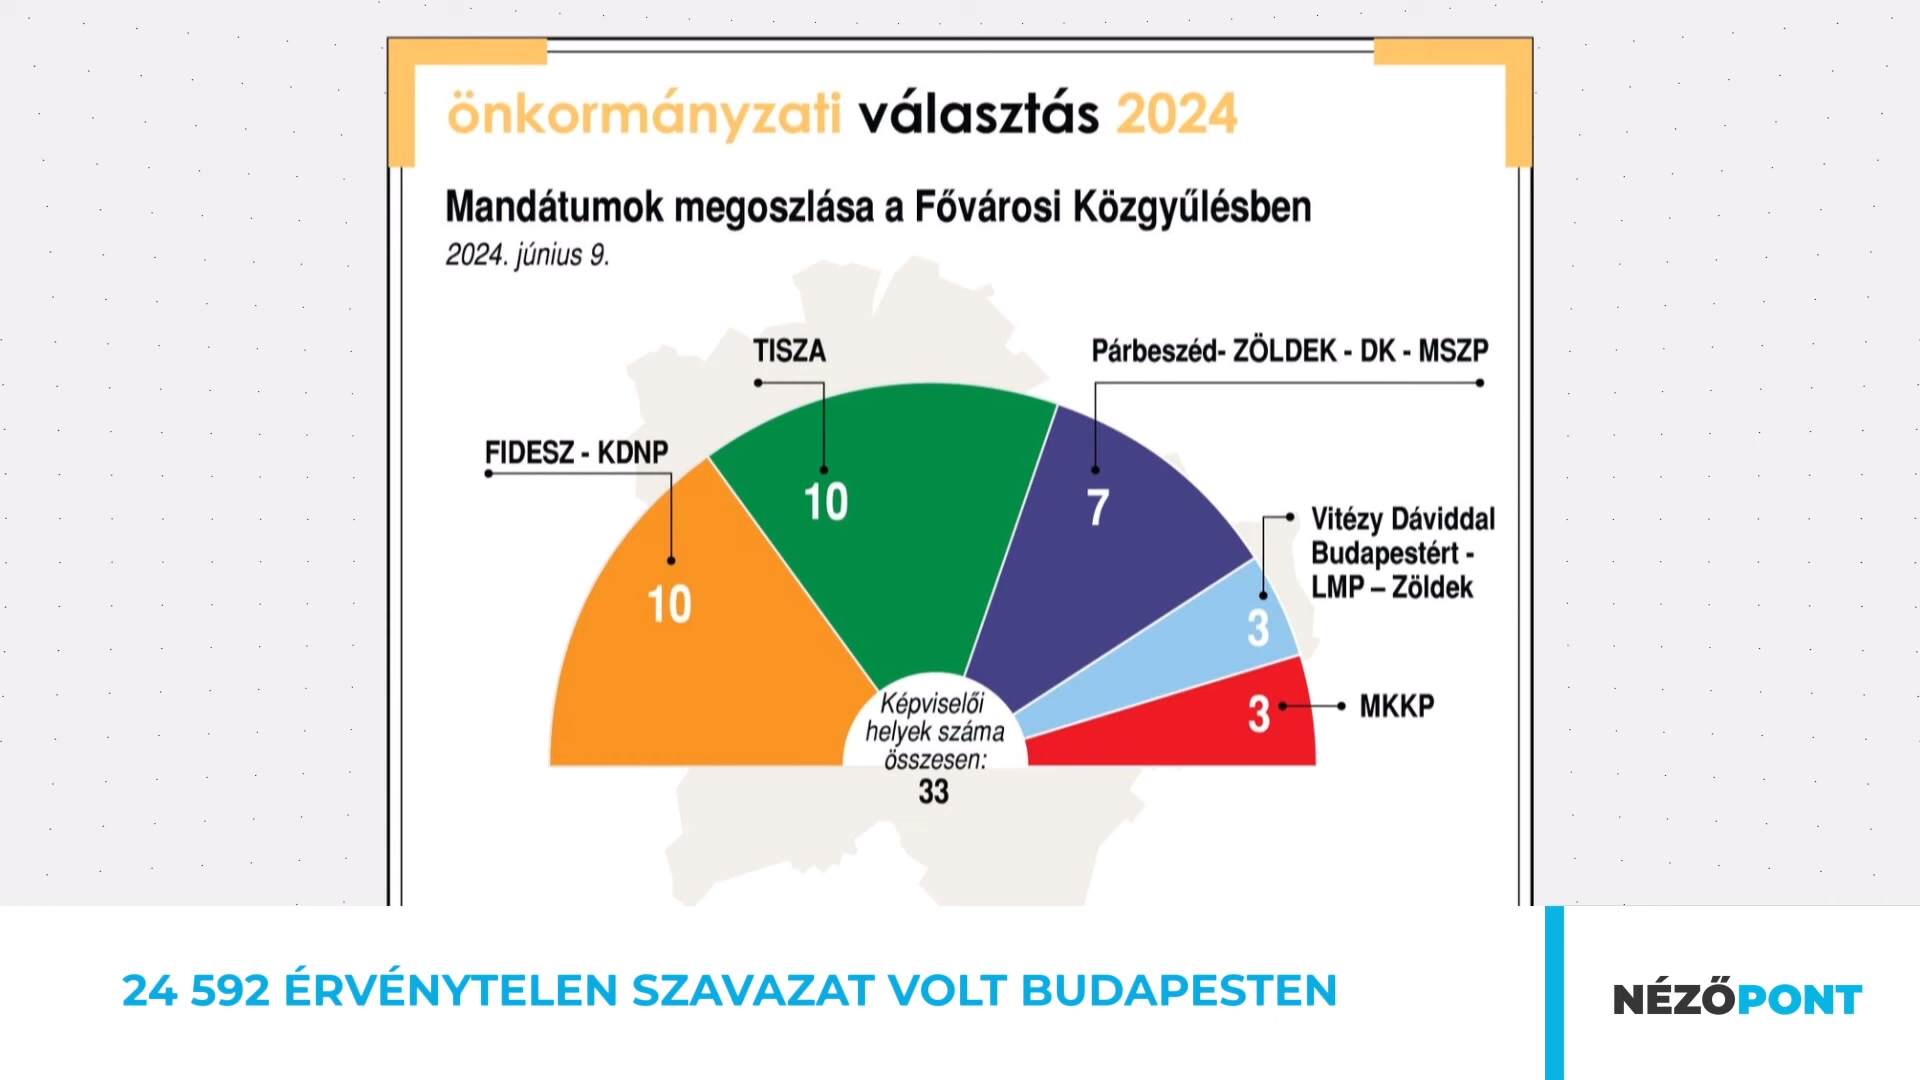 önkormányzati választás 2024
Mandátumok megoszlása a Fővárosi Közgyűlésben
2024. június 9.
TISZA
Párbeszéd- ZÖLDEK - DK - MSZP
FIDESZ - KDNP
10
7
Vitézy Dáviddal
Budapestért -
LMP – Zöldek
10
3
3
MKKP
Képviselői
helyek száma
összesen:
33
24 592 ÉRVÉNYTELEN SZAVAZAT VOLT BUDAPESTEN
NÉZŐPONT